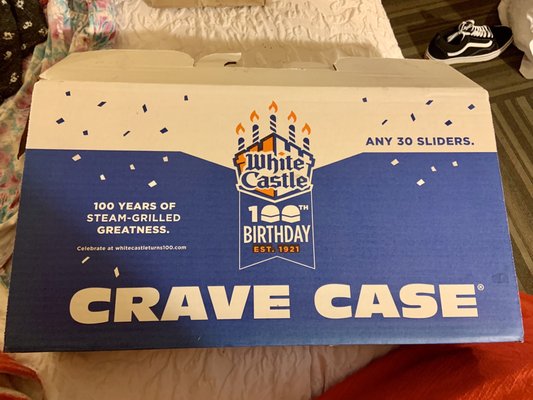 ANY 30 SLIDERS.
White
Castle
100TH
BIRTHDAY
EST. 1921
100 YEARS OF
STEAM-GRILLED
GREATNESS.
Celebrate at whitecastleturns100.com
CRAVE CASE®